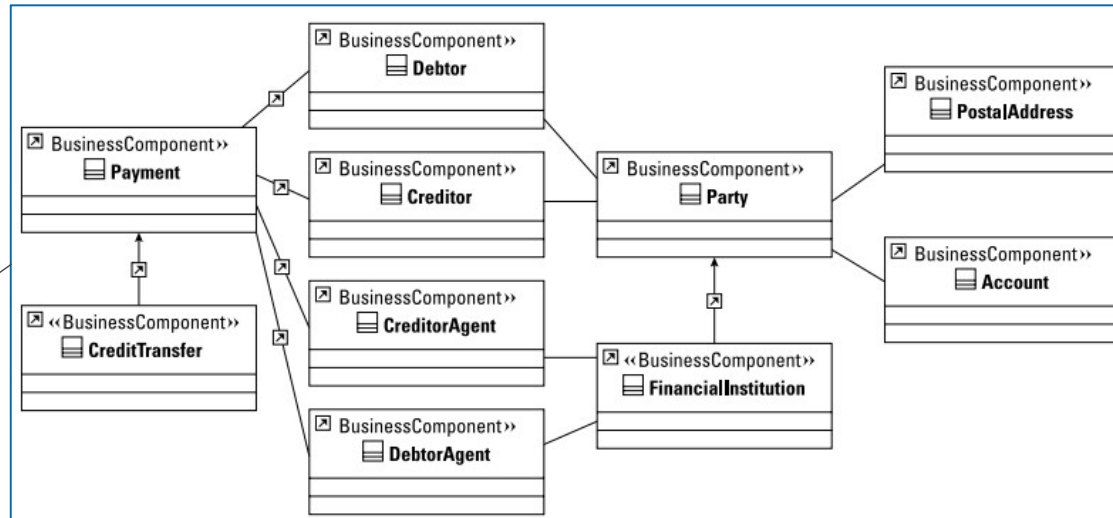 BusinessComponent››
Debtor
BusinessComponent››
Payment
BusinessComponent››
Creditor
BusinessComponent››
Party
BusinessComponent››
PostalAddress
BusinessComponent››
Account
‹‹BusinessComponent››
CreditTransfer
BusinessComponent››
CreditorAgent
‹‹BusinessComponent››
FinancialInstitution
BusinessComponent››
DebtorAgent